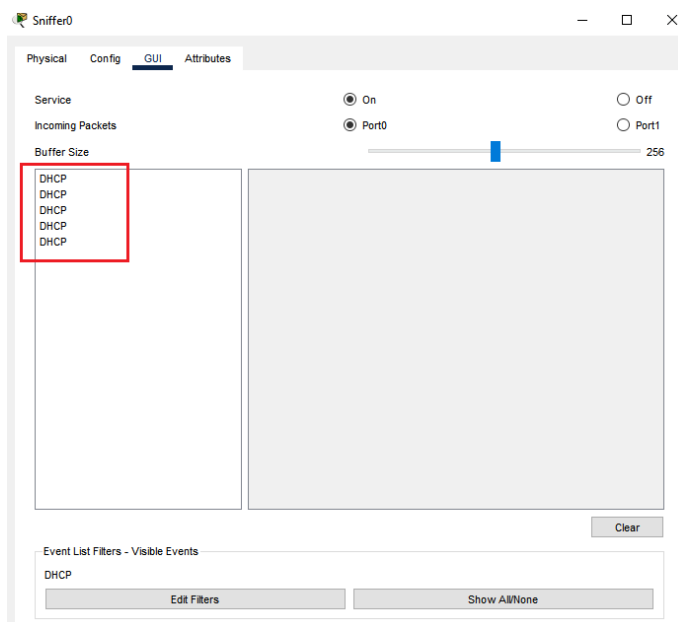 Sniffer0
Physical Config GUI Attributes
Service On Off
Incoming Packets Port0 Port1
Buffer Size 256
DHCP
DHCP
DHCP
DHCP
DHCP
Clear
Event List Filters - Visible Events
DHCP
Edit Filters Show All/None